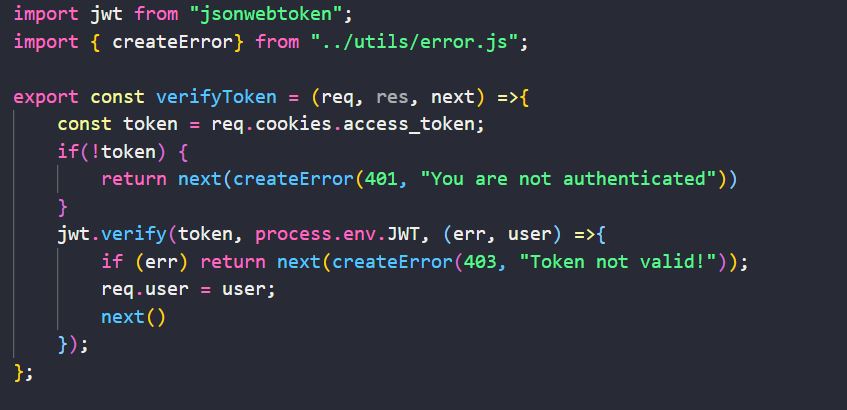 import jwt from "jsonwebtoken";
import { createError} from "../utils/error.js";

export const verifyToken = (req, res, next) =>{
    const token = req.cookies.access_token;
    if(!token) {
        return next(createError(401, "You are not authenticated"))
    }
    jwt.verify(token, process.env.JWT, (err, user) =>{
        if (err) return next(createError(403, "Token not valid!"));
        req.user = user;
        next()
    });
};